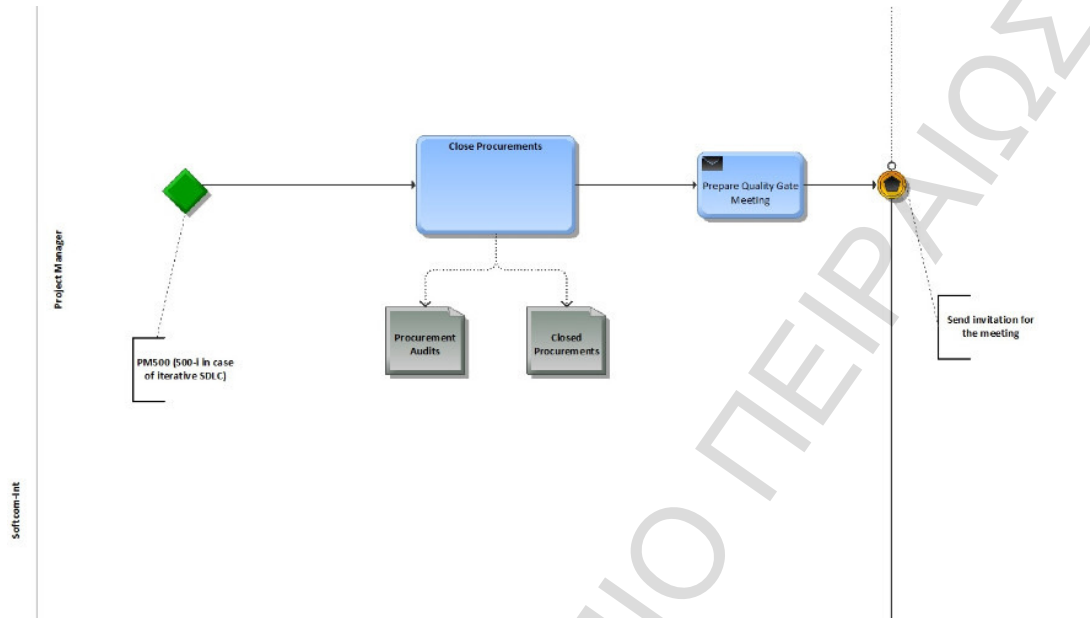 Close Procurements
Prepare Quality Gate
Meeting
Project Manager
Procurement
Audits
Closed
Procurements
Send invitation for
the meeting
PM500 (500-i in case
of iterative SDLC)
Softcom-Int
ΠΕΙΡΑΙΩΣ